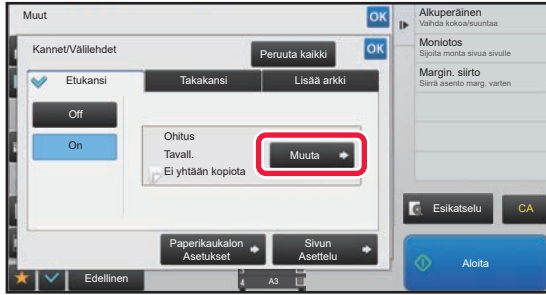 Muut
OK
Kannet/Välilehdet
Peruuta kaikki
OK
Etukansi
Takakansi
Lisää arkki
Off
On
Ohitus
Tavall.
Ei yhtään kopiota
Muuta
Paperikaukalon
Asetukset
Sivun
Asettelu
Edellinen
4
A3
Alkuperäinen
Vaihda kokoa/suuntaa
Moniotos
Sijoita monta sivua sivulle
Margin. siirto
Siirrä asento marg. varten
Esikatselu
CA
Aloita